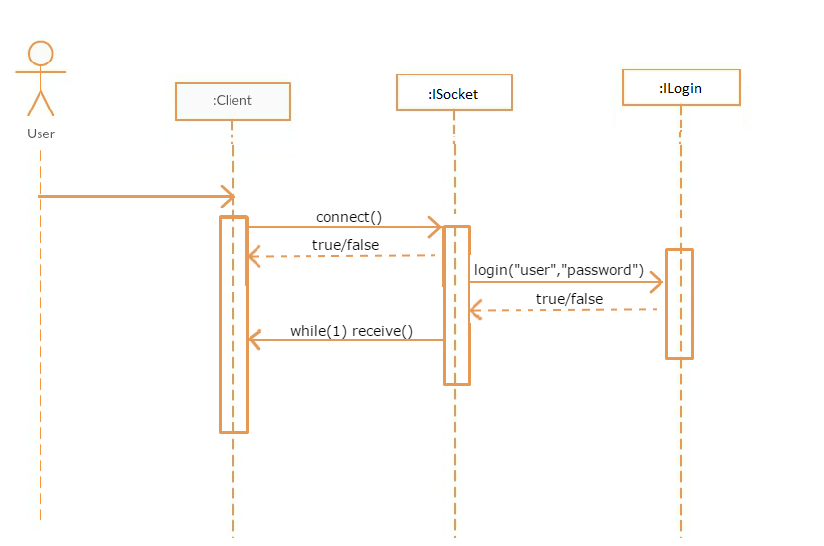 :Client
:ISocket
:ILogin
User
connect()
true/false
login("user","password")
true/false
while(1) receive()